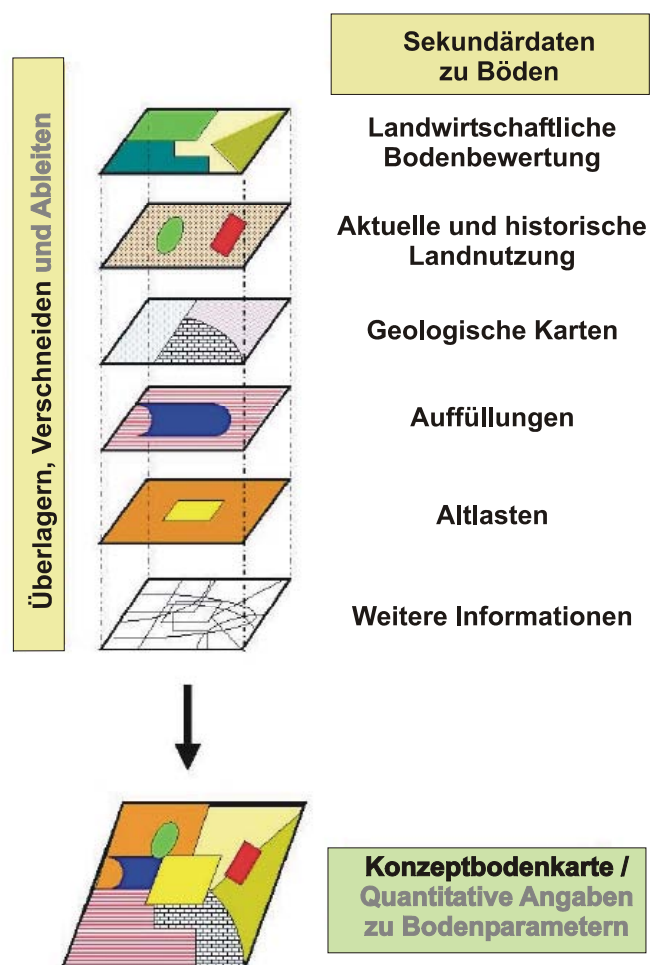 Sekundärdaten
zu Böden
Überlagern, Verschneiden und Ableiten
Landwirtschaftliche
Bodenbewertung
Aktuelle und historische
Landnutzung
Geologische Karten
Auffüllungen
Altlasten
Weitere Informationen
Konzeptbodenkarte /
Quantitative Angaben
zu Bodenparametern